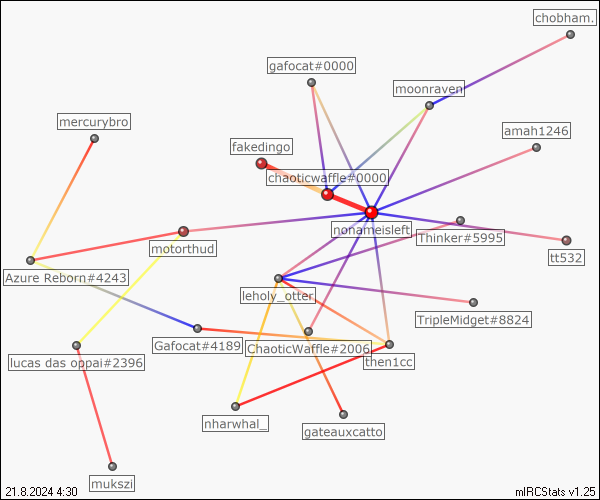 chobham.
gafocat#0000
moonraven
mercurybro
amah1246
fakedingo
chaoticwaffle#0000
nonameisleft
Thinker#5995
motorthud
tt532
Azure Reborn#4243
leholy_otter
TripleMidget#8824
Gafocat#4189
ChaoticWaffle#2006
lucas das oppai#2396
then1cc
nharwhal_
gateauxcatto
mukszi
21.8.2024 4:30
mIRCStats v1.25